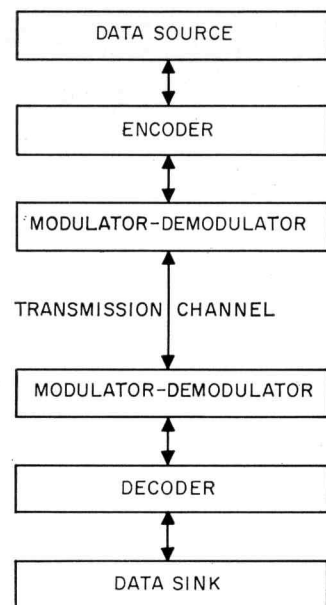 DATA SOURCE
ENCODER
MODULATOR-DEMODULATOR
TRANSMISSION CHANNEL
MODULATOR-DEMODULATOR
DECODER
DATA SINK